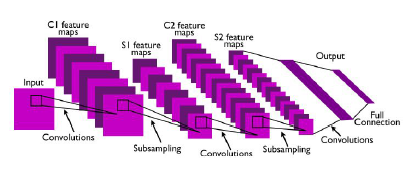 C1 feature
maps
S1 feature
maps
C2 feature
maps
S2 feature
maps
Output
Input
Convolutions
Subsampling
Convolutions
Subsampling
Convolutions
Full
Connection